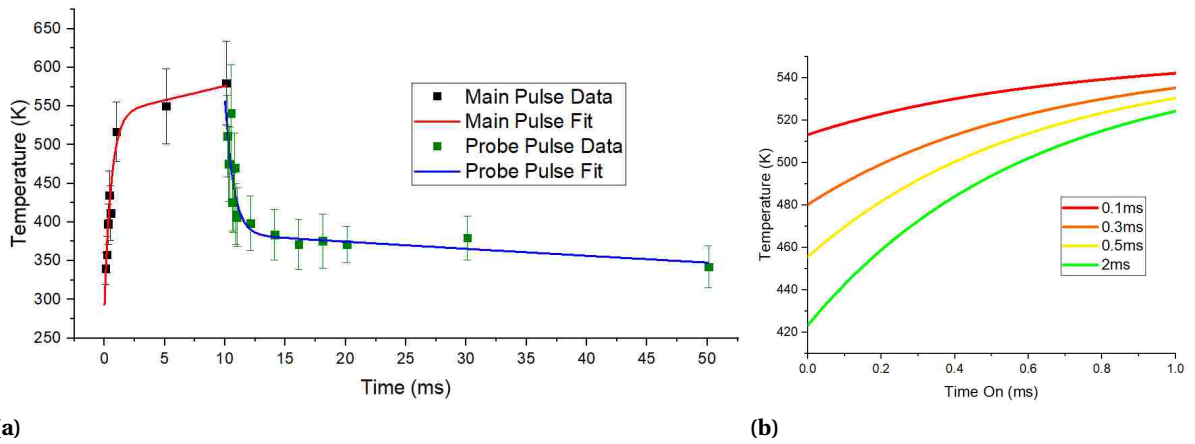 650
600
550
500
450
400
350
300
250
Temperature (K)
Main Pulse Data
Main Pulse Fit
Probe Pulse Data
Probe Pulse Fit
0 5 10 15 20 25 30 35 40 45 50
Time (ms)
(a)
540
520
500
480
460
440
420
Temperature (K)
0.1ms
0.3ms
0.5ms
2ms
0.0 0.2 0.4 0.6 0.8 1.0
Time On (ms)
(b)